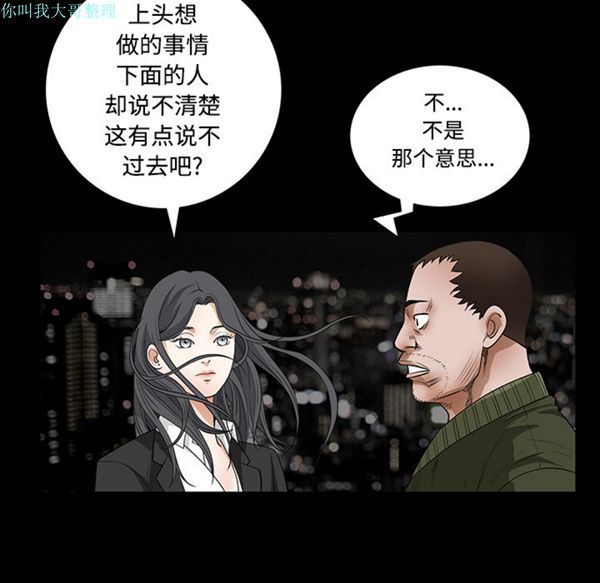 你叫我大哥整理
上头想
做的事情
下面的人
却说不清楚
这有点说不
过去吧?
不...
不是
那个意思...